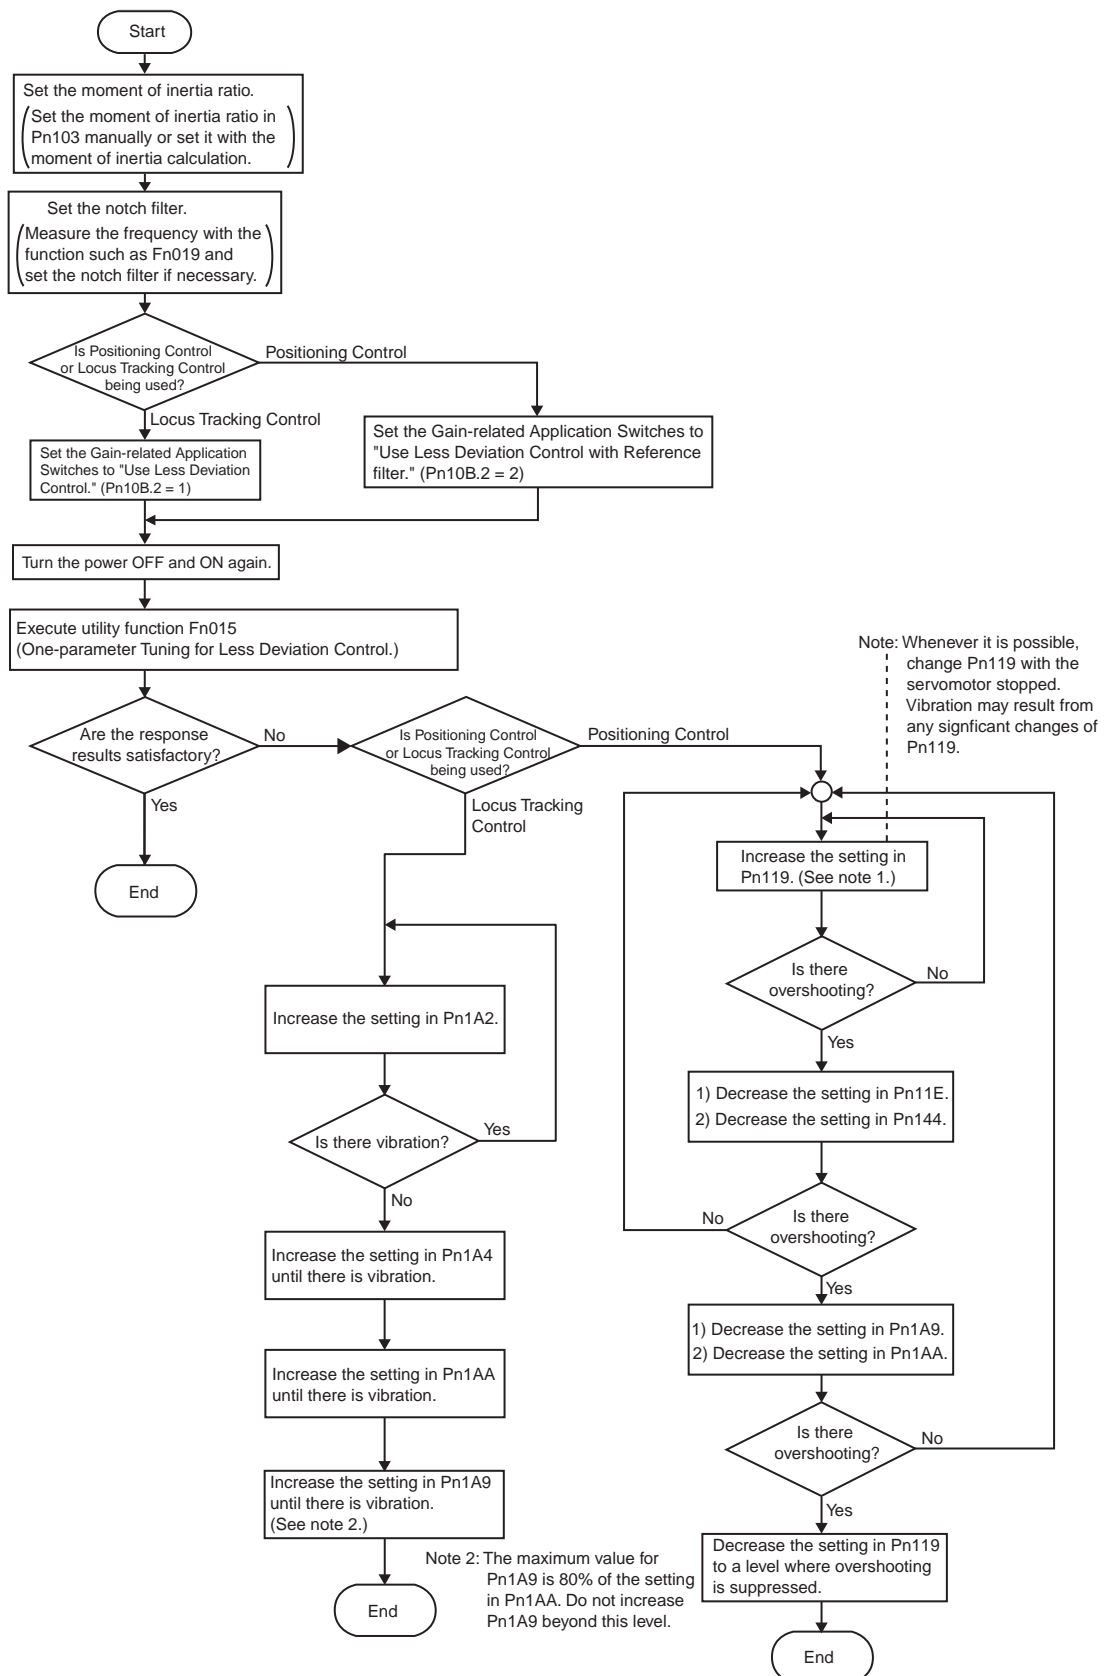 Start
Set the moment of inertia ratio.
Set the moment of inertia ratio in
Pn103 manually or set it with the
moment of inertia calculation.
Set the notch filter.
Measure the frequency with the
function such as Fn019 and
set the notch filter if necessary.
Is Positioning Control
or Locus Tracking Control
being used?
Positioning Control
Locus Tracking Control
Set the Gain-related Application
Switches to "Use Less Deviation
Control." (Pn10B.2 = 1)
Set the Gain-related Application Switches to
"Use Less Deviation Control with Reference
filter." (Pn10B.2 = 2)
Turn the power OFF and ON again.
Execute utility function Fn015
(One-parameter Tuning for Less Deviation Control.)
Are the response
results satisfactory?
No
Yes
End
Is Positioning Control
or Locus Tracking Control
being used?
Positioning Control
Locus Tracking
Control
Note: Whenever it is possible,
change Pn119 with the
servomotor stopped.
Vibration may result from
any signficant changes of
Pn119.
Increase the setting in Pn1A2.
Is there vibration?
Yes
No
Increase the setting in Pn1A4
until there is vibration.
Increase the setting in Pn1AA
until there is vibration.
Increase the setting in Pn1A9
until there is vibration.
(See note 2.)
End
Note 2: The maximum value for
Pn1A9 is 80% of the setting
in Pn1AA. Do not increase
Pn1A9 beyond this level.
Increase the setting in
Pn119. (See note 1.)
Is there
overshooting?
No
Yes
1) Decrease the setting in Pn11E.
2) Decrease the setting in Pn144.
Is there
overshooting?
No
Yes
1) Decrease the setting in Pn1A9.
2) Decrease the setting in Pn1AA.
Is there
overshooting?
No
Yes
Decrease the setting in Pn119
to a level where overshooting
is suppressed.
End